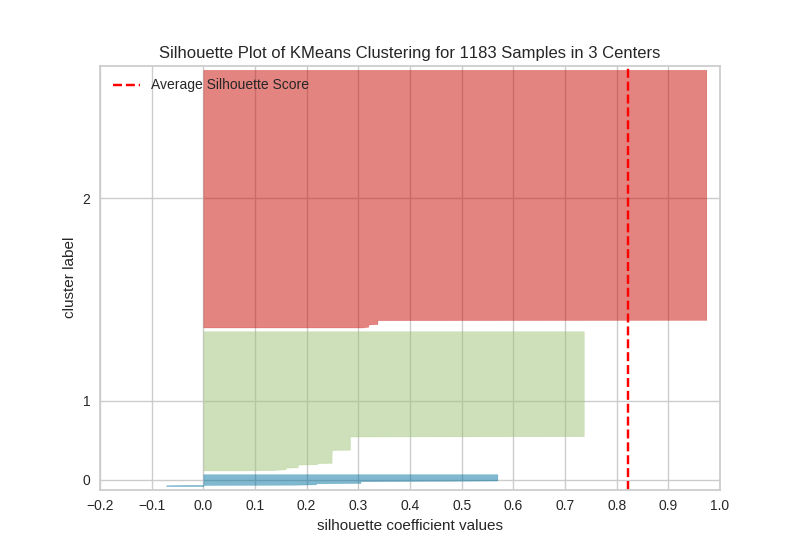 Silhouette Plot of KMeans Clustering for 1183 Samples in 3 Centers
Average Silhouette Score
cluster label
2
1
0
−0.2 −0.1 0.0 0.1 0.2 0.3 0.4 0.5 0.6 0.7 0.8 0.9 1.0
silhouette coefficient values